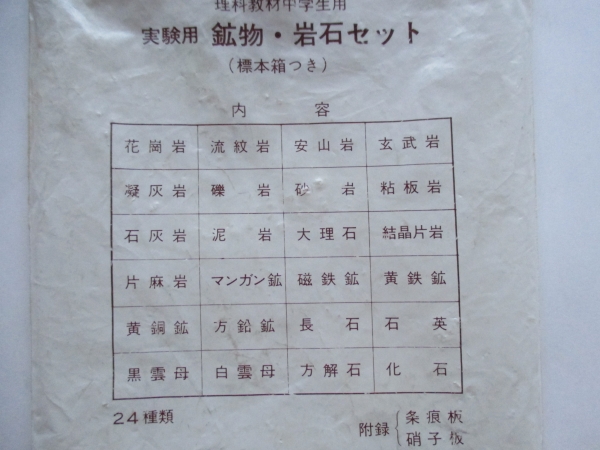 理科教材中学生用
実験用 鉱物・岩石セット
(標本箱つき)
内 容
花崗岩 流紋岩 安山岩 玄武岩
凝灰岩 礫岩 砂岩 粘板岩
石灰岩 泥岩 大理石 結晶片岩
片麻岩 マンガン鉱 磁鉄鉱 黄鉄鉱
黄銅鉱 方鉛鉱 長石 石英
黒雲母 白雲母 方解石 化石
24種類
附録 条痕板
硝子板